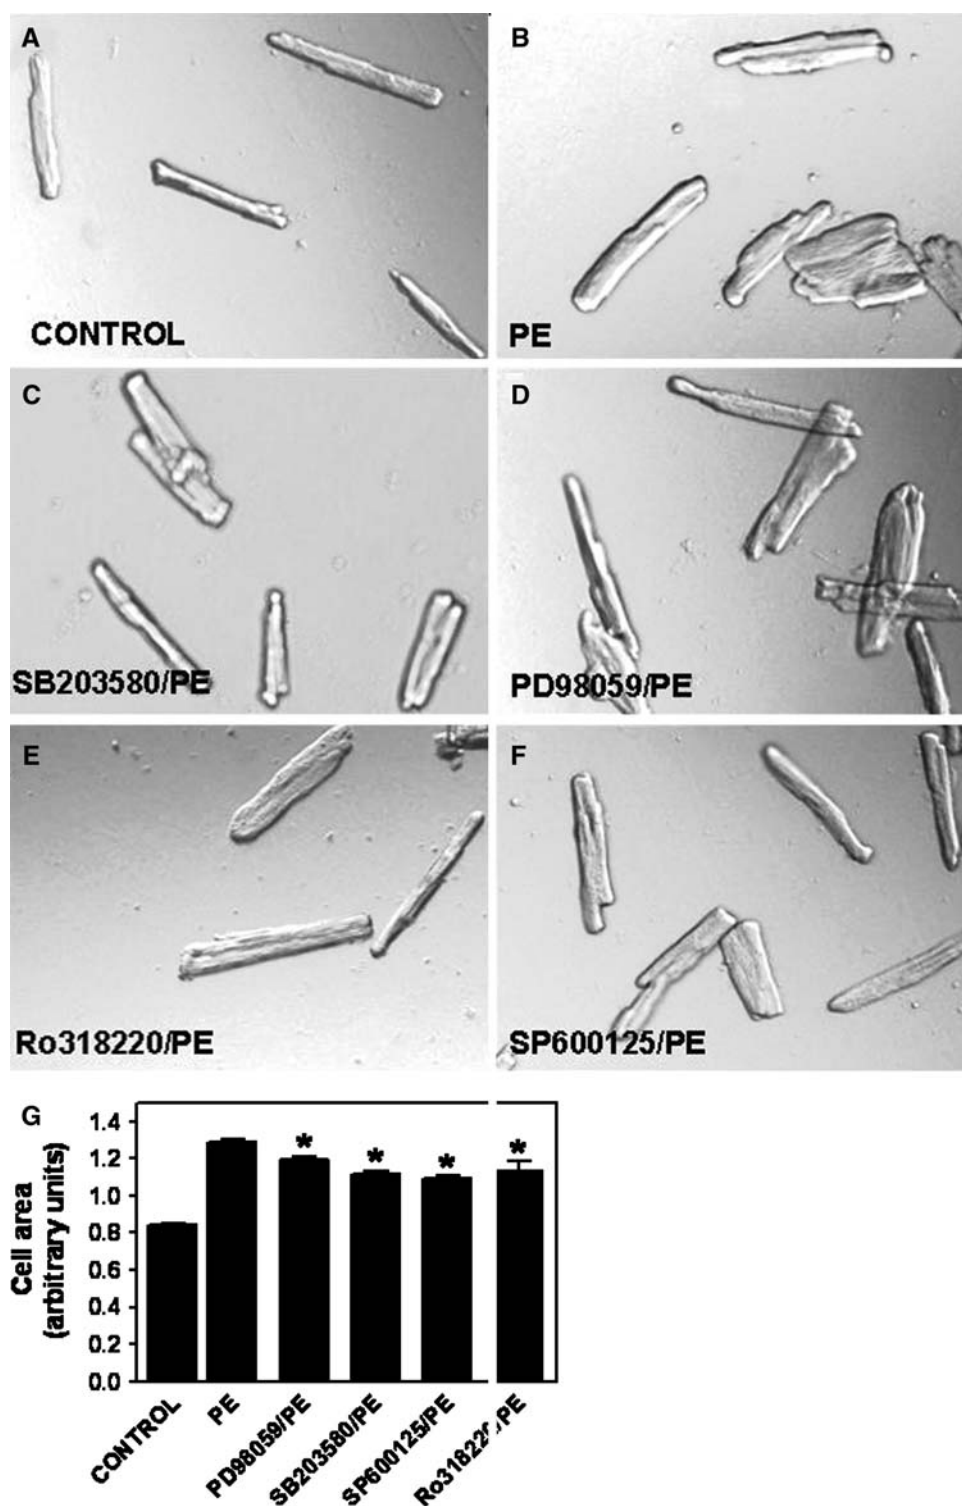 A
CONTROL
B
PE
C
SB203580/PE
D
PD98059/PE
E
Ro318220/PE
F
SP600125/PE
G
Cell area
(arbitrary units)
1.4
1.2
1.0
0.8
0.6
0.4
0.2
0.0
* * * *
CONTROL
PE
PD98059/PE
SB203580/PE
SP600125/PE
Ro318220/PE